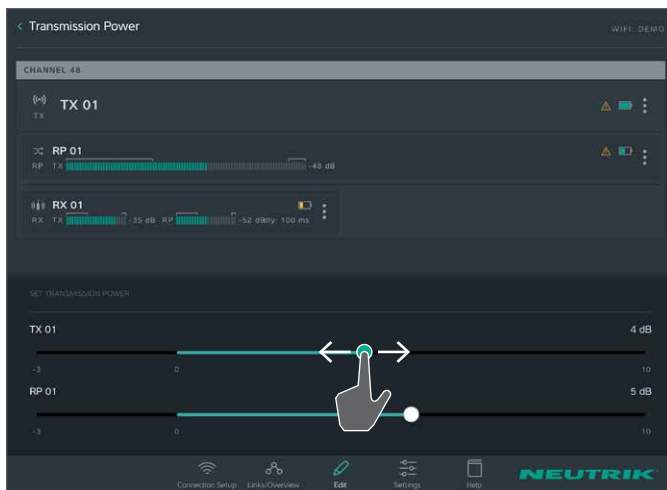 < Transmission Power
WIFI: DEMO
CHANNEL 48
TX 01
TX
RP 01
RP TX -48 dB
RX 01
RX TX -35 dB RP -52 dB dly: 100 ms
SET TRANSMISSION POWER
TX 01 4 dB
-3 0 10
RP 01 5 dB
-3 0 10
Connection Setup Links/Overview Edit Settings Help NEUTRIK